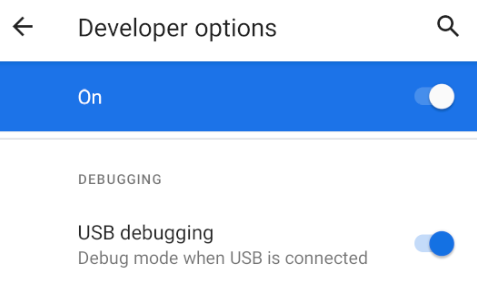 Developer options
On
DEBUGGING
USB debugging
Debug mode when USB is connected